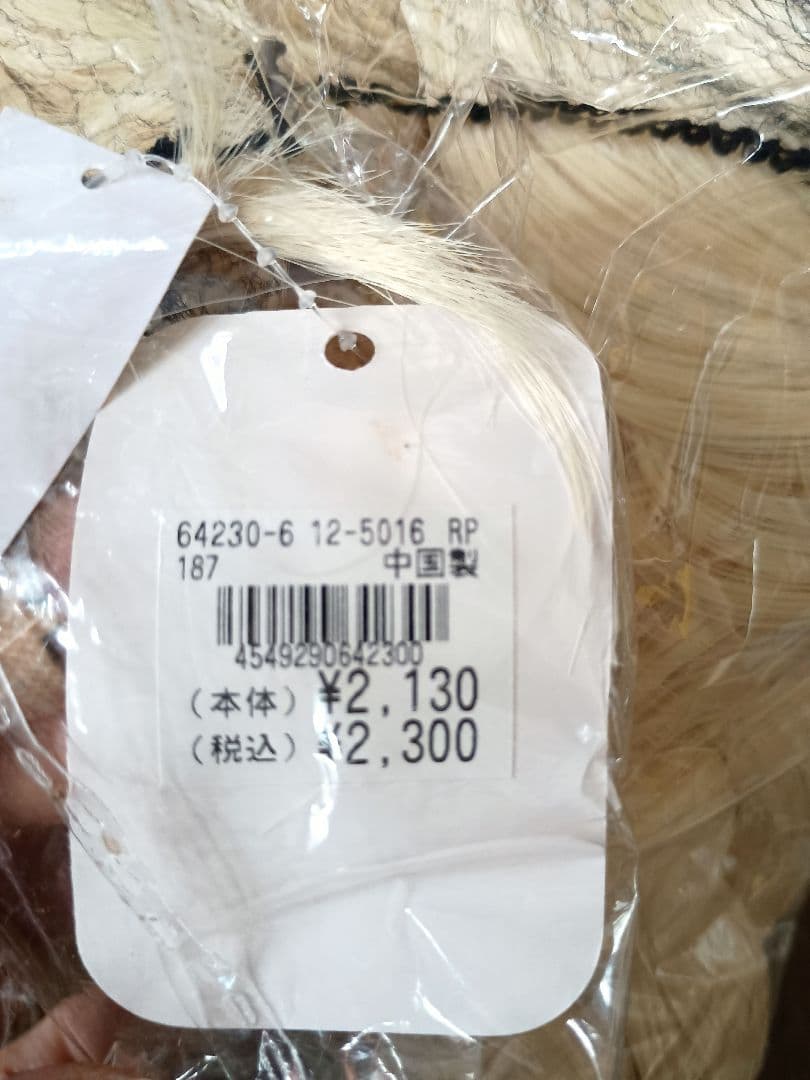 64230-6 12-5016 RP
187 中国製
4549290642300
(本体) ¥2,130
(税込) ¥2,300